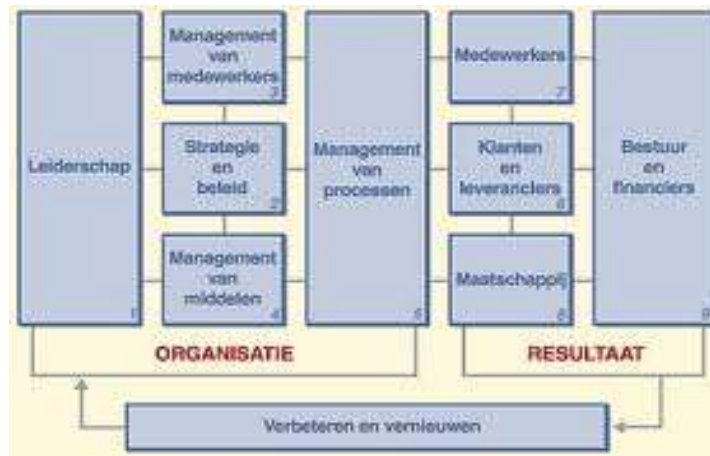 Leiderschap
1
Management
van
medewerkers
3
Strategie
en
beleid
2
Management
van
middelen
4
Management
van
processen
5
Medewerkers
7
Klanten
en
leveranciers
6
Maatschappij
8
Bestuur
en
financiers
9
ORGANISATIE
RESULTAAT
Verbeteren en vernieuwen